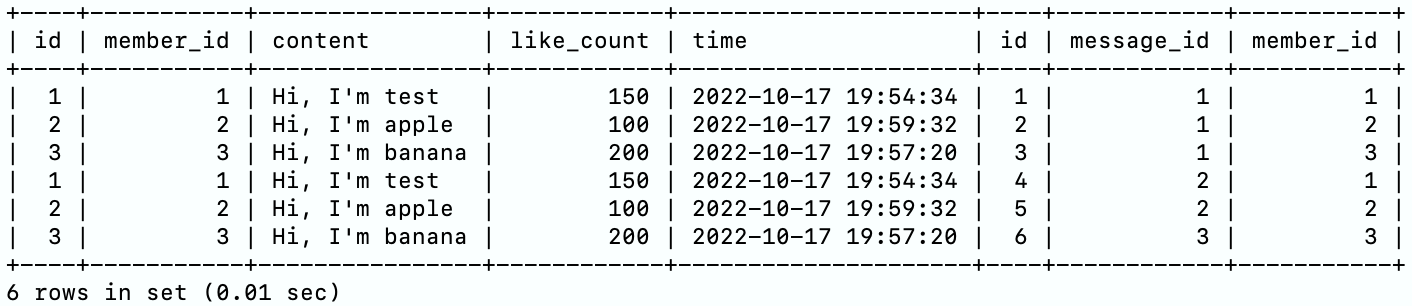 +----+-----------+----------------+------------+---------------------+----+------------+-----------+
| id | member_id | content        | like_count | time                | id | message_id | member_id |
+----+-----------+----------------+------------+---------------------+----+------------+-----------+
|  1 |         1 | Hi, I'm test   |        150 | 2022-10-17 19:54:34 | 1  |          1 |         1 |
|  2 |         2 | Hi, I'm apple  |        100 | 2022-10-17 19:59:32 | 2  |          1 |         2 |
|  3 |         3 | Hi, I'm banana |        200 | 2022-10-17 19:57:20 | 3  |          1 |         3 |
|  1 |         1 | Hi, I'm test   |        150 | 2022-10-17 19:54:34 | 4  |          2 |         1 |
|  2 |         2 | Hi, I'm apple  |        100 | 2022-10-17 19:59:32 | 5  |          2 |         2 |
|  3 |         3 | Hi, I'm banana |        200 | 2022-10-17 19:57:20 | 6  |          3 |         3 |
+----+-----------+----------------+------------+---------------------+----+------------+-----------+
6 rows in set (0.01 sec)